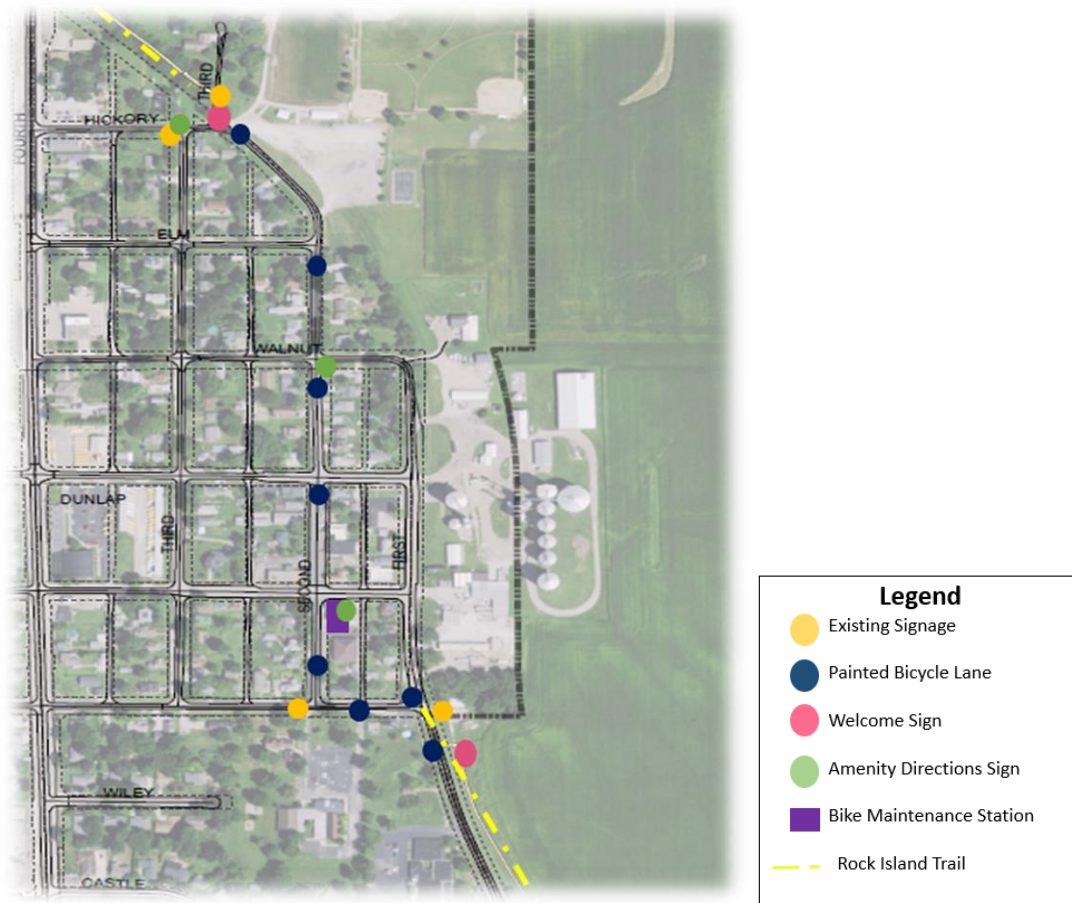 THIRD
FOURTH
HICKORY
ELM
WALNUT
DUNLAP
THIRD
FIRST
SECOND
WILEY
CASTLE
Legend
Existing Signage
Painted Bicycle Lane
Welcome Sign
Amenity Directions Sign
Bike Maintenance Station
Rock Island Trail